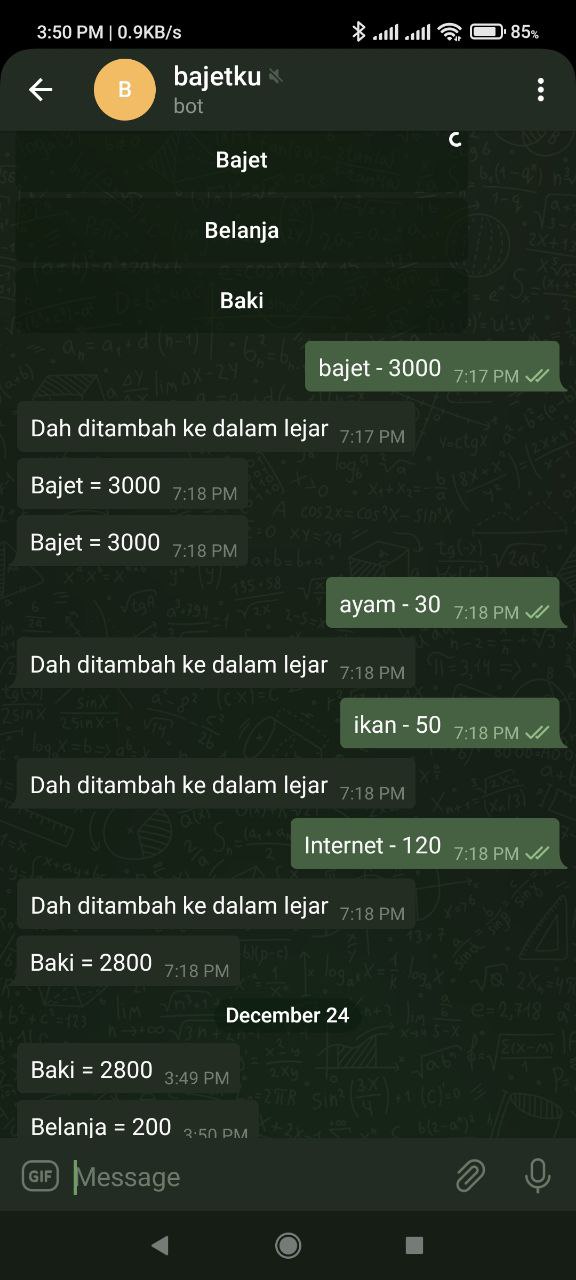 3:50 PM | 0.9KB/s
85%
B
bajetku
bot
Bajet
Belanja
Baki
bajet - 3000 7:17 PM
Dah ditambah ke dalam lejar 7:17 PM
Bajet = 3000 7:18 PM
Bajet = 3000 7:18 PM
ayam - 30 7:18 PM
Dah ditambah ke dalam lejar 7:18 PM
ikan - 50 7:18 PM
Dah ditambah ke dalam lejar 7:18 PM
Internet - 120 7:18 PM
Dah ditambah ke dalam lejar 7:18 PM
Baki = 2800 7:18 PM
December 24
Baki = 2800 3:49 PM
Belanja = 200 3:50 PM
GIF
Message